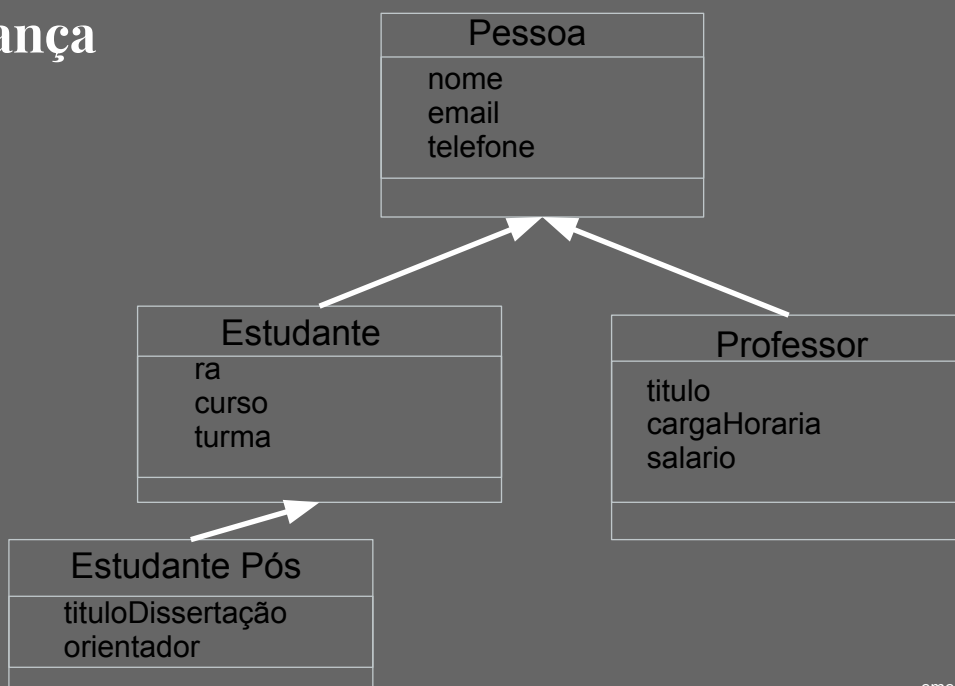 ança
Pessoa
nome
email
telefone
Estudante
ra
curso
turma
Professor
titulo
cargaHoraria
salario
Estudante Pós
tituloDissertação
orientador